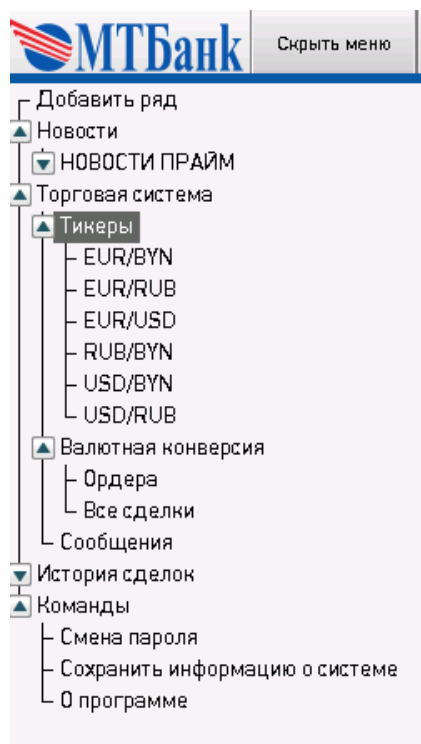 МТБанк
Скрыть меню
Добавить ряд
Новости
НОВОСТИ ПРАЙМ
Торговая система
Тикеры
EUR/BYN
EUR/RUB
EUR/USD
RUB/BYN
USD/BYN
USD/RUB
Валютная конверсия
Ордера
Все сделки
Сообщения
История сделок
Команды
Смена пароля
Сохранить информацию о системе
О программе